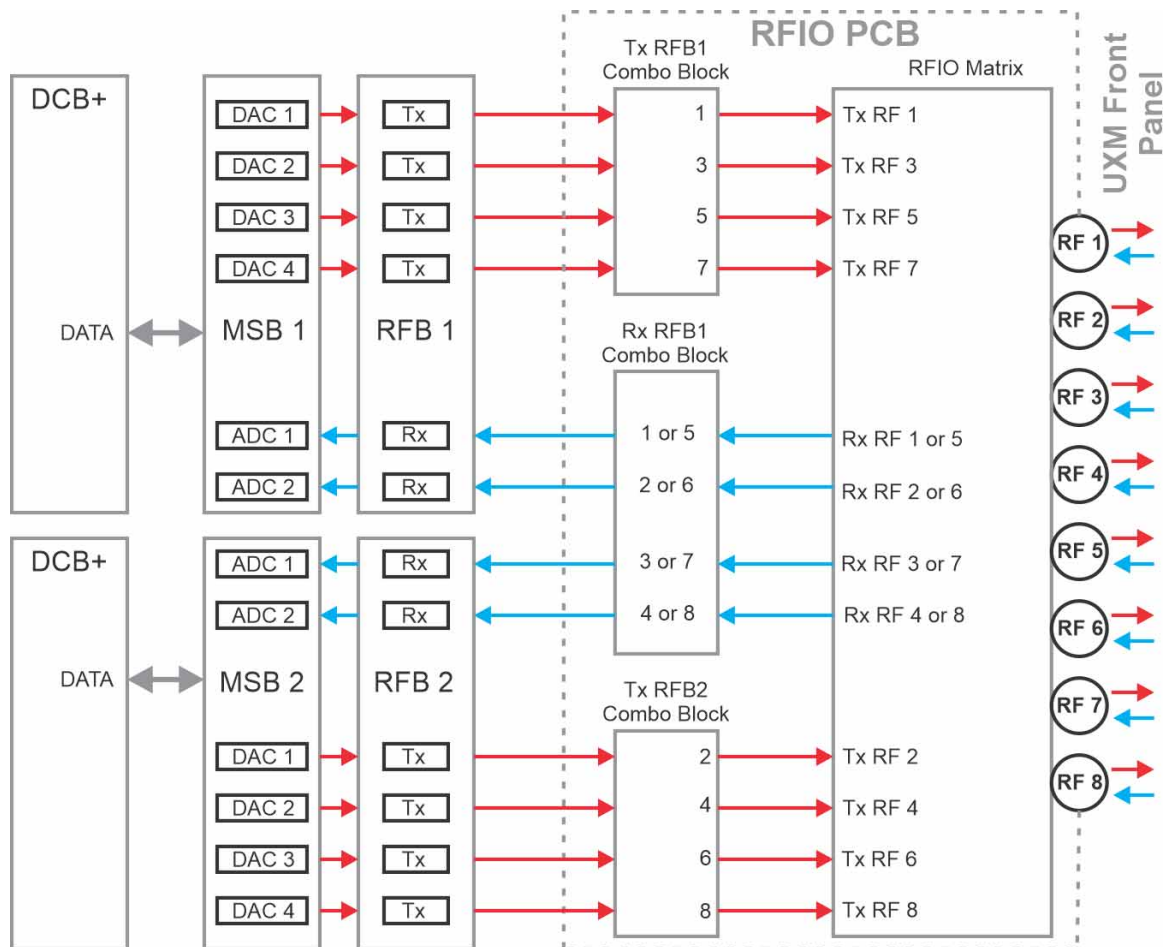 RFIO PCB
UXM Front
Panel
Tx RFB1
Combo Block
RFIO Matrix
DCB+
DAC 1
Tx
1
Tx RF 1
DAC 2
Tx
3
Tx RF 3
DAC 3
Tx
5
Tx RF 5
DAC 4
Tx
7
Tx RF 7
DATA
MSB 1
RFB 1
Rx RFB1
Combo Block
ADC 1
Rx
1 or 5
Rx RF 1 or 5
ADC 2
Rx
2 or 6
Rx RF 2 or 6
DCB+
ADC 1
Rx
3 or 7
Rx RF 3 or 7
ADC 2
Rx
4 or 8
Rx RF 4 or 8
DATA
MSB 2
RFB 2
Tx RFB2
Combo Block
DAC 1
Tx
2
Tx RF 2
DAC 2
Tx
4
Tx RF 4
DAC 3
Tx
6
Tx RF 6
DAC 4
Tx
8
Tx RF 8
RF 1
RF 2
RF 3
RF 4
RF 5
RF 6
RF 7
RF 8